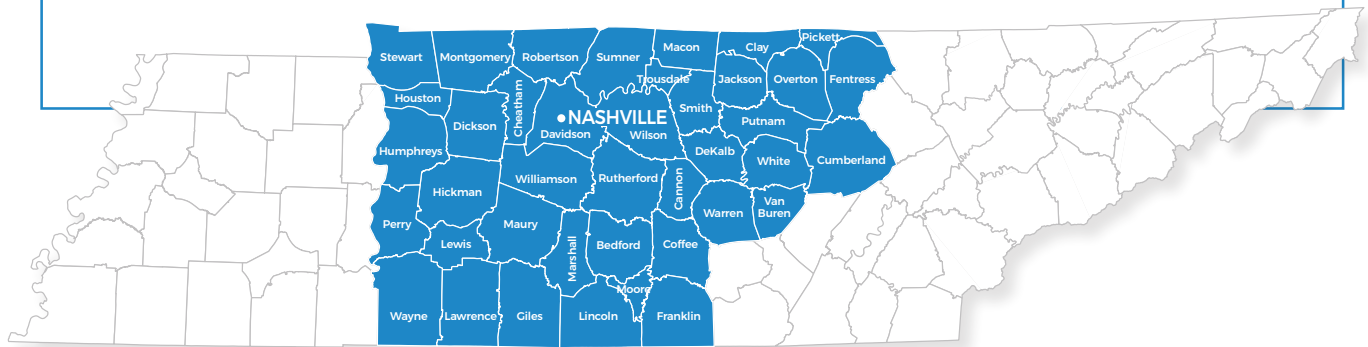 Pickett
Stewart
Montgomery
Robertson
Sumner
Macon
Clay
Trousdale
Jackson
Overton
Fentress
Houston
Cheatham
Smith
Dickson
NASHVILLE
Putnam
Davidson
Wilson
Humphreys
DeKalb
White
Cumberland
Williamson
Rutherford
Cannon
Hickman
Van
Buren
Warren
Perry
Maury
Lewis
Marshall
Bedford
Coffee
Moore
Wayne
Lawrence
Giles
Lincoln
Franklin